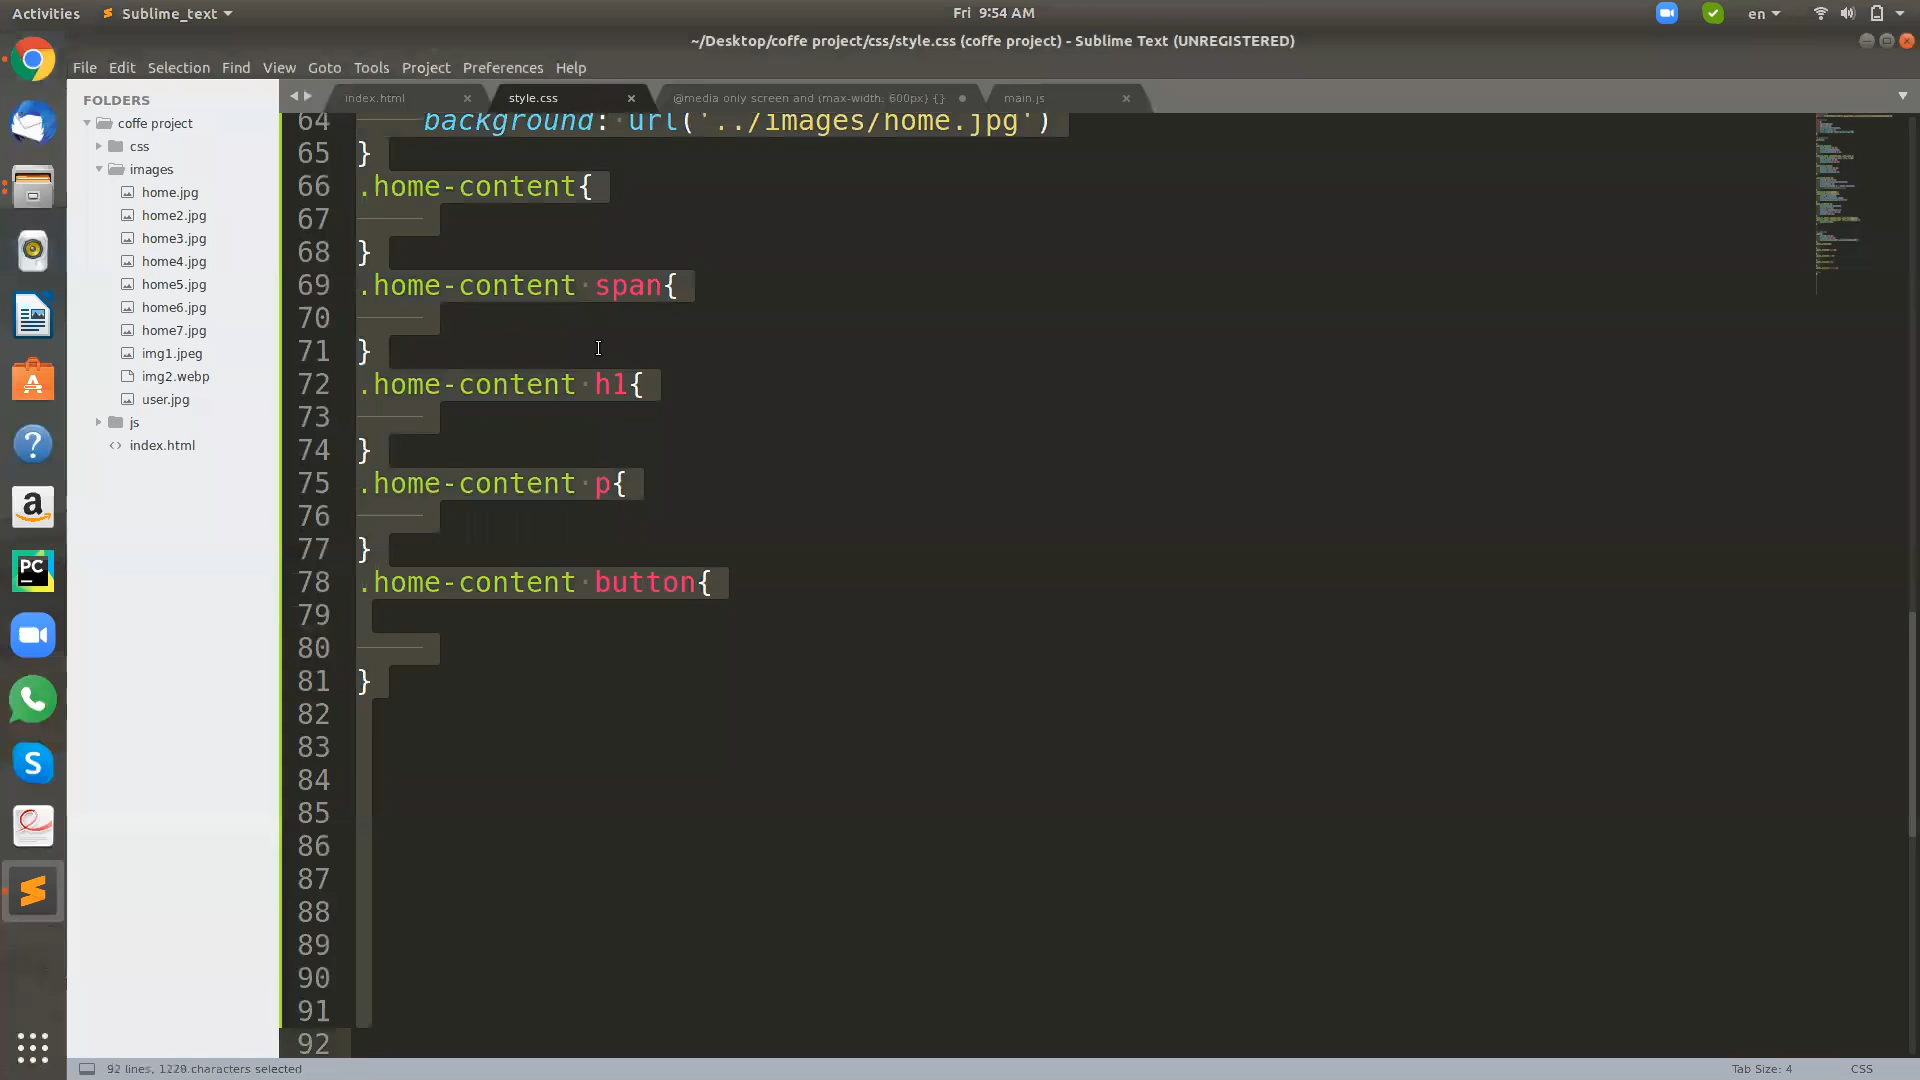 Activities Sublime_text Fri 9:54 AM en
~/Desktop/coffe project/css/style.css (coffe project) - Sublime Text (UNREGISTERED)
File Edit Selection Find View Goto Tools Project Preferences Help
FOLDERS
coffe project
css
images
home.jpg
home2.jpg
home3.jpg
home4.jpg
home5.jpg
home6.jpg
home7.jpg
img1.jpeg
img2.webp
user.jpg
js
index.html
index.html style.css @media only screen and (max-width: 600px) {} main.js
64 background: url('../images/home.jpg')
65 }
66 .home-content{
67
68 }
69 .home-content span{
70
71 }
72 .home-content h1{
73
74 }
75 .home-content p{
76
77 }
78 .home-content button{
79
80
81 }
82
83
84
85
86
87
88
89
90
91
92
PC
92 lines, 1220 characters selected Tab Size: 4 CSS